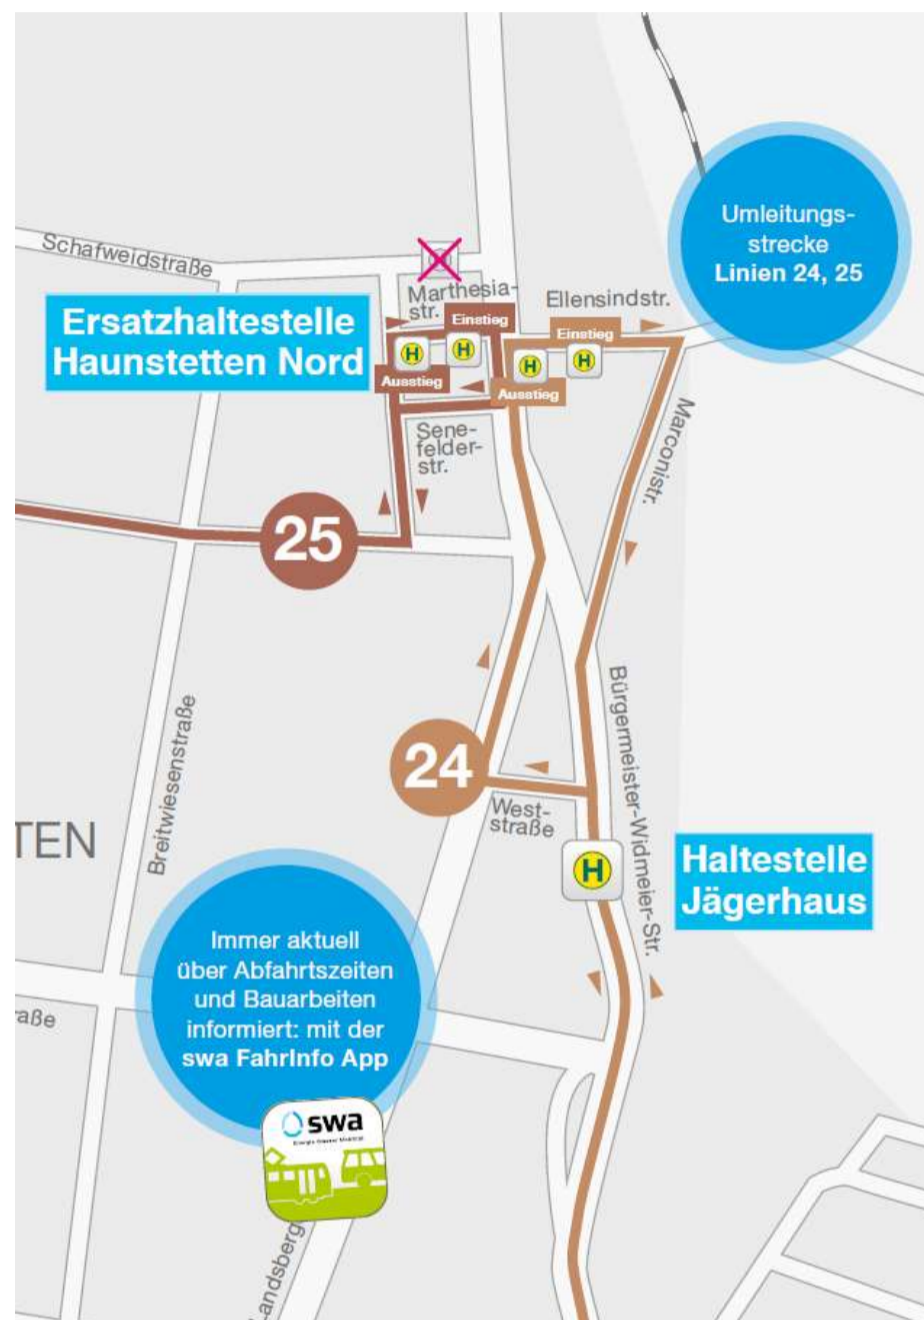 Umleitungs-
strecke
Linien 24, 25
Schafweidstraße
Marthesia-
str.
Ellensindstr.
Ersatzhaltestelle
Haunstetten Nord
Einstieg
Einstieg
H
H
H
H
Ausstieg
Ausstieg
Sene-
felder-
str.
Marconistr.
25
24
Breitwiesenstraße
Bürgermeister-Widmeier-Str.
West-
straße
TEN
H
Haltestelle
Jägerhaus
Immer aktuell
über Abfahrtszeiten
und Bauarbeiten
informiert: mit der
swa FahrInfo App
raße
swa
Landsberg